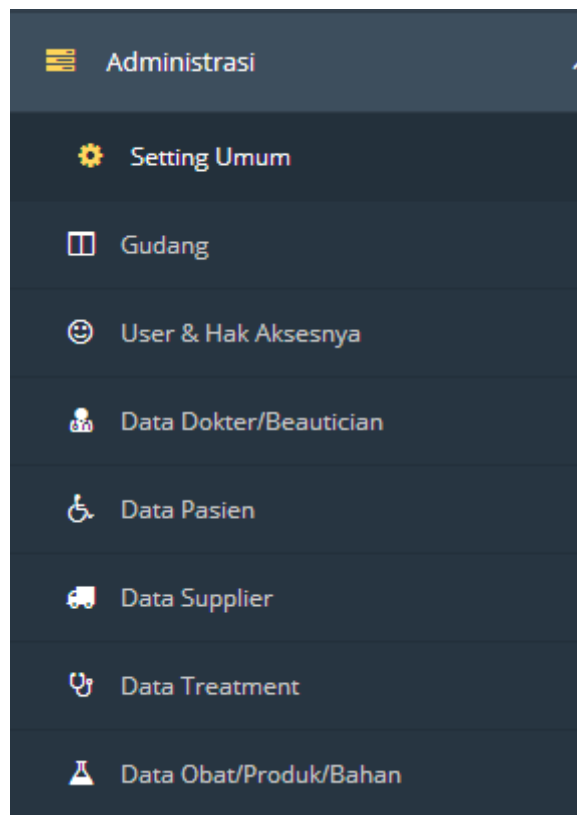 Administrasi
Setting Umum
Gudang
User & Hak Aksesnya
Data Dokter/Beautician
Data Pasien
Data Supplier
Data Treatment
Data Obat/Produk/Bahan